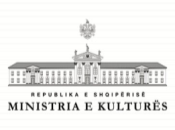 REPUBLIKA E SHQIPËRISË
MINISTRIA E KULTURËS